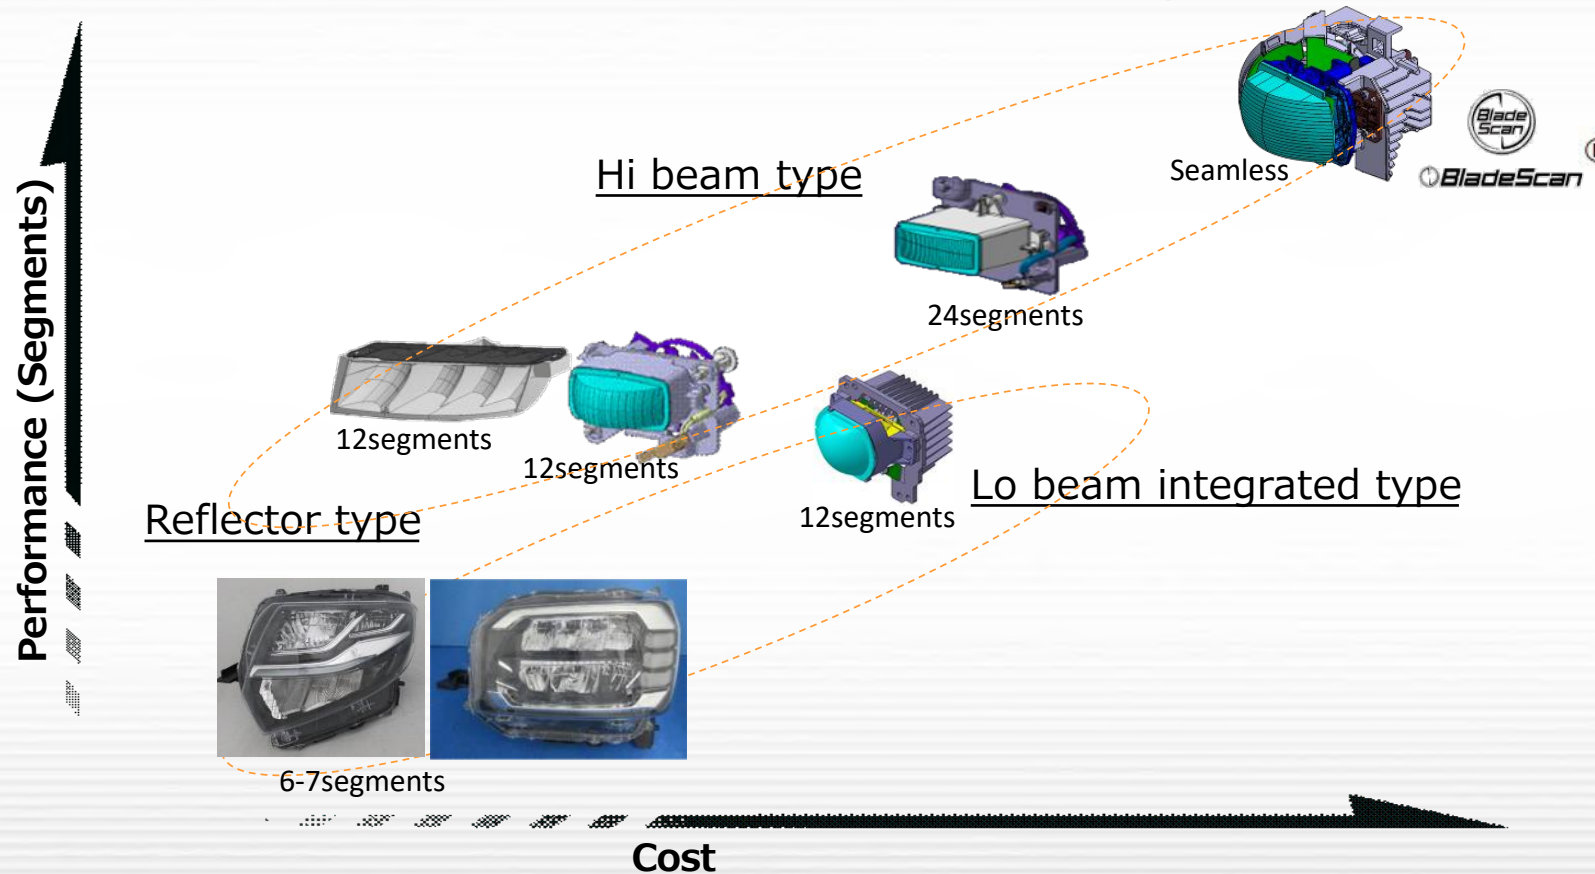 Performance (Segments)
Hi beam type
Seamless
Blade
Scan
BladeScan
24segments
12segments
12segments
12segments
Lo beam integrated type
Reflector type
6-7segments
Cost